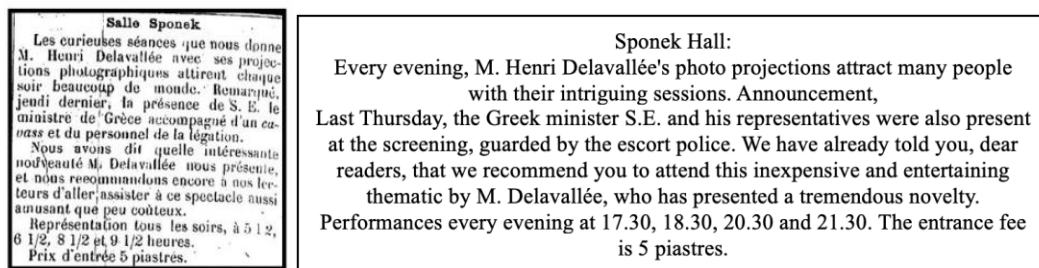 Salle Sponek
Les curieuses séances que nous donne
M. Henri Delavallée avec ses projec-
tions photographiques attirent chaque
soir beaucoup de monde. Remarqué,
jeudi dernier, la présence de S. E. le
ministre de Grèce accompagné d'un ca-
vass et du personnel de la légation.
Nous avons dit quelle intéressante
nouveauté M. Delavallée nous présente,
et nous recommandons encore à nos lec-
teurs d'aller assister à ce spectacle aussi
amusant que peu coûteux.
Représentation tous les soirs, à 5 1 2,
6 1/2, 8 1/2 et 9 1/2 heures.
Prix d'entrée 5 piastres.
Sponek Hall:
Every evening, M. Henri Delavallée's photo projections attract many people
with their intriguing sessions. Announcement,
Last Thursday, the Greek minister S.E. and his representatives were also present
at the screening, guarded by the escort police. We have already told you, dear
readers, that we recommend you to attend this inexpensive and entertaining
thematic by M. Delavallée, who has presented a tremendous novelty.
Performances every evening at 17.30, 18.30, 20.30 and 21.30. The entrance fee
is 5 piastres.